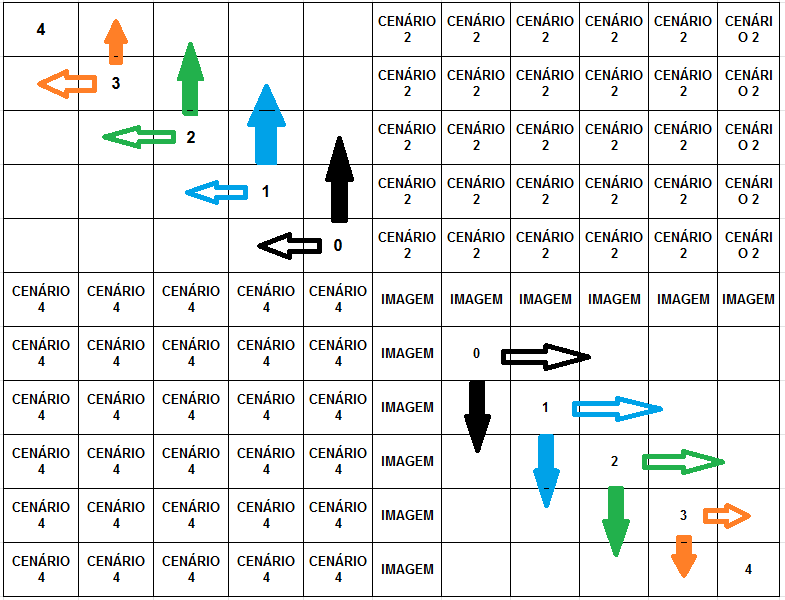 4 CENÁRIO CENÁRIO CENÁRIO CENÁRIO CENÁRIO CENÁRI
2 2 2 2 2 O 2
3 CENÁRIO CENÁRIO CENÁRIO CENÁRIO CENÁRIO CENÁRI
2 2 2 2 2 O 2
2 CENÁRIO CENÁRIO CENÁRIO CENÁRIO CENÁRIO CENÁRI
2 2 2 2 2 O 2
1 CENÁRIO CENÁRIO CENÁRIO CENÁRIO CENÁRIO CENÁRI
2 2 2 2 2 O 2
0 CENÁRIO CENÁRIO CENÁRIO CENÁRIO CENÁRIO CENÁRI
2 2 2 2 2 O 2
CENÁRIO CENÁRIO CENÁRIO CENÁRIO CENÁRIO IMAGEM IMAGEM IMAGEM IMAGEM IMAGEM IMAGEM
4 4 4 4 4
CENÁRIO CENÁRIO CENÁRIO CENÁRIO CENÁRIO IMAGEM 0
4 4 4 4 4
CENÁRIO CENÁRIO CENÁRIO CENÁRIO CENÁRIO IMAGEM 1
4 4 4 4 4
CENÁRIO CENÁRIO CENÁRIO CENÁRIO CENÁRIO IMAGEM 2
4 4 4 4 4
CENÁRIO CENÁRIO CENÁRIO CENÁRIO CENÁRIO IMAGEM 3
4 4 4 4 4
CENÁRIO CENÁRIO CENÁRIO CENÁRIO CENÁRIO IMAGEM 4
4 4 4 4 4